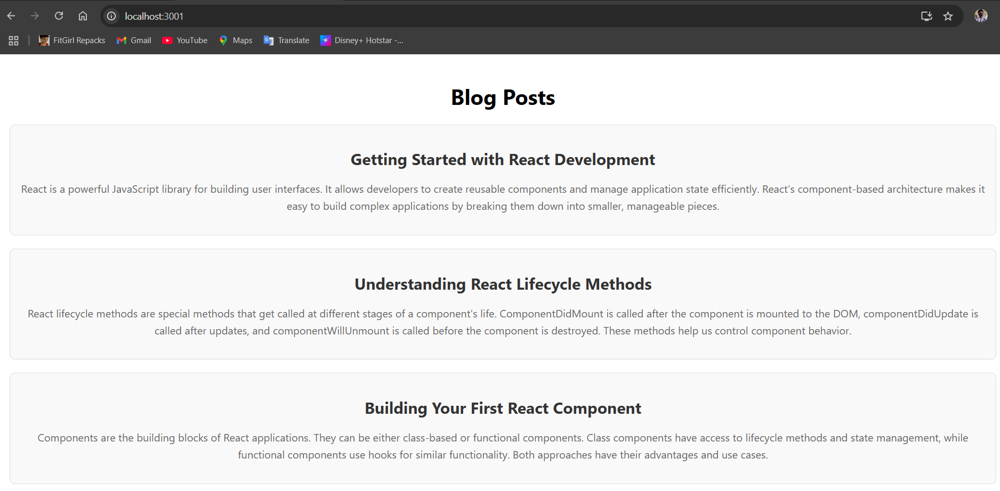 localhost:3001
FitGirl Repacks Gmail YouTube Maps Translate Disney+ Hotstar -...
Blog Posts
Getting Started with React Development
React is a powerful JavaScript library for building user interfaces. It allows developers to create reusable components and manage application state efficiently. React's component-based architecture makes it
easy to build complex applications by breaking them down into smaller, manageable pieces.
Understanding React Lifecycle Methods
React lifecycle methods are special methods that get called at different stages of a component's life. ComponentDidMount is called after the component is mounted to the DOM, componentDidUpdate is
called after updates, and componentWillUnmount is called before the component is destroyed. These methods help us control component behavior.
Building Your First React Component
Components are the building blocks of React applications. They can be either class-based or functional components. Class components have access to lifecycle methods and state management, while
functional components use hooks for similar functionality. Both approaches have their advantages and use cases.